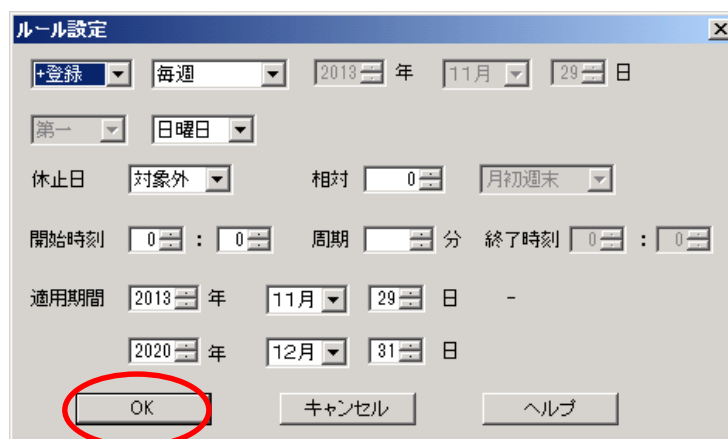 ルール設定
+登録 毎週 2013 年 11月 29 日
第一 日曜日
休止日 対象外 相対 0 月初週末
開始時刻 0 : 0 周期 分 終了時刻 0 : 0
適用期間 2013 年 11月 29 日 -
2020 年 12月 31 日
OK キャンセル ヘルプ